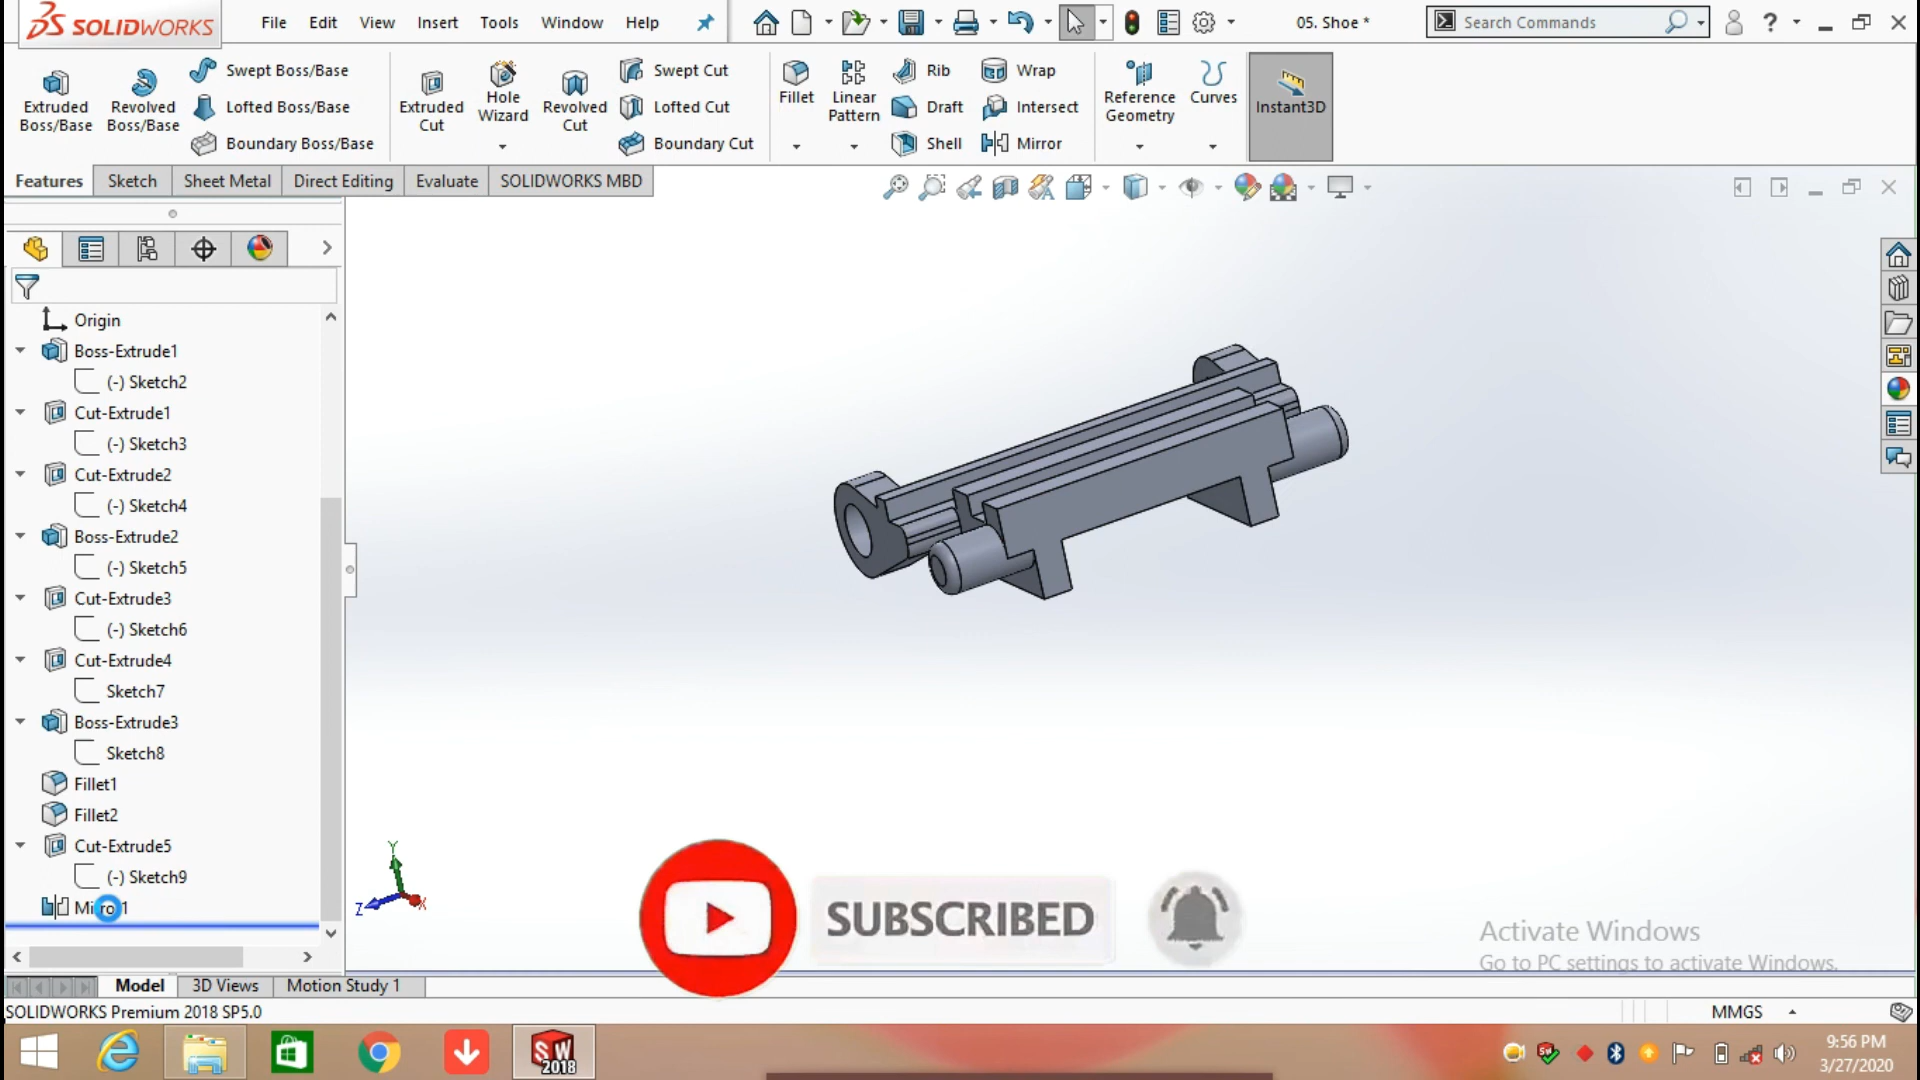 SOLIDWORKS
File Edit View Insert Tools Window Help
05. Shoe *
Search Commands
Extruded Boss/Base
Revolved Boss/Base
Swept Boss/Base
Lofted Boss/Base
Boundary Boss/Base
Extruded Cut
Hole Wizard
Revolved Cut
Swept Cut
Lofted Cut
Boundary Cut
Fillet
Linear Pattern
Rib
Draft
Shell
Wrap
Intersect
Mirror
Reference Geometry
Curves
Instant3D
Features Sketch Sheet Metal Direct Editing Evaluate SOLIDWORKS MBD
Origin
Boss-Extrude1
(-) Sketch2
Cut-Extrude1
(-) Sketch3
Cut-Extrude2
(-) Sketch4
Boss-Extrude2
(-) Sketch5
Cut-Extrude3
(-) Sketch6
Cut-Extrude4
Sketch7
Boss-Extrude3
Sketch8
Fillet1
Fillet2
Cut-Extrude5
(-) Sketch9
Y
Z
X
SUBSCRIBED
Activate Windows
Go to PC settings to activate Windows.
Model 3D Views Motion Study 1
SOLIDWORKS Premium 2018 SP5.0
MMGS
SW
2018
9:56 PM
3/27/2020